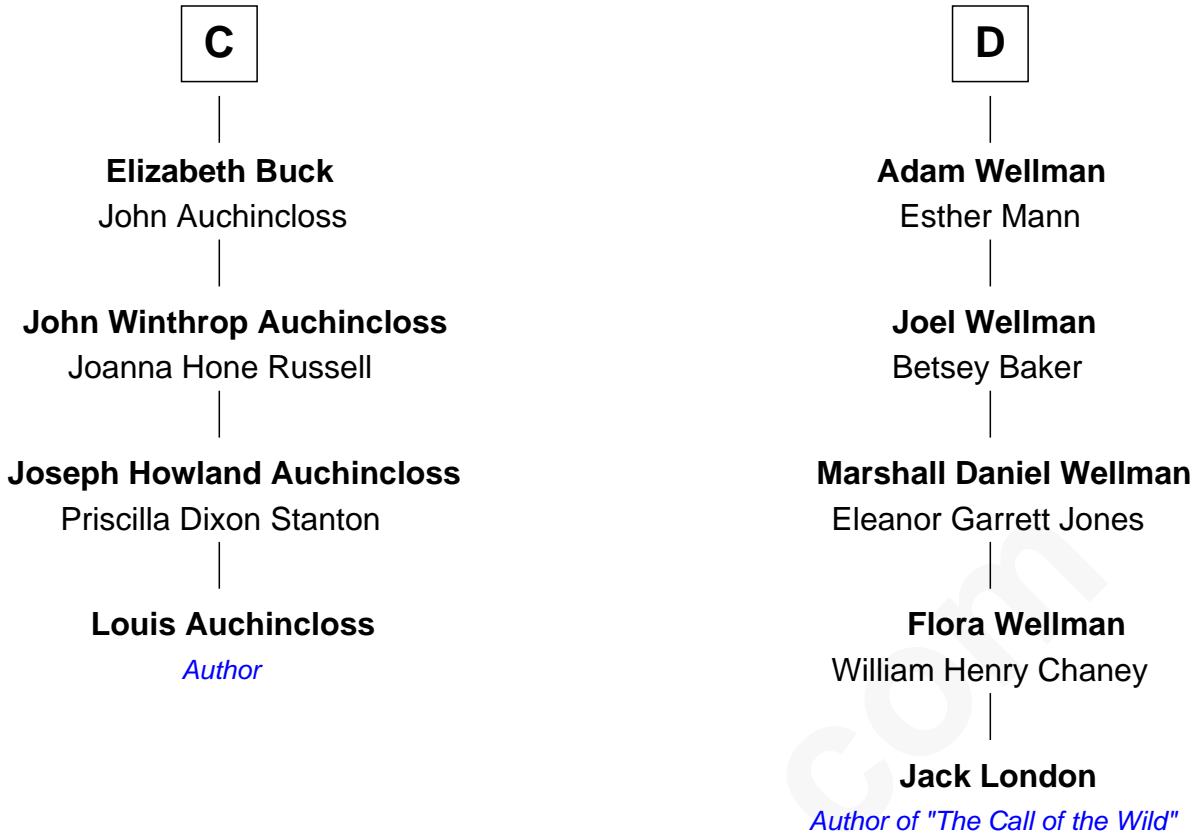 C
Elizabeth Buck
John Auchincloss
John Winthrop Auchincloss
Joanna Hone Russell
Joseph Howland Auchincloss
Priscilla Dixon Stanton
Louis Auchincloss
Author
D
Adam Wellman
Esther Mann
Joel Wellman
Betsey Baker
Marshall Daniel Wellman
Eleanor Garrett Jones
Flora Wellman
William Henry Chaney
Jack London
Author of "The Call of the Wild"
com